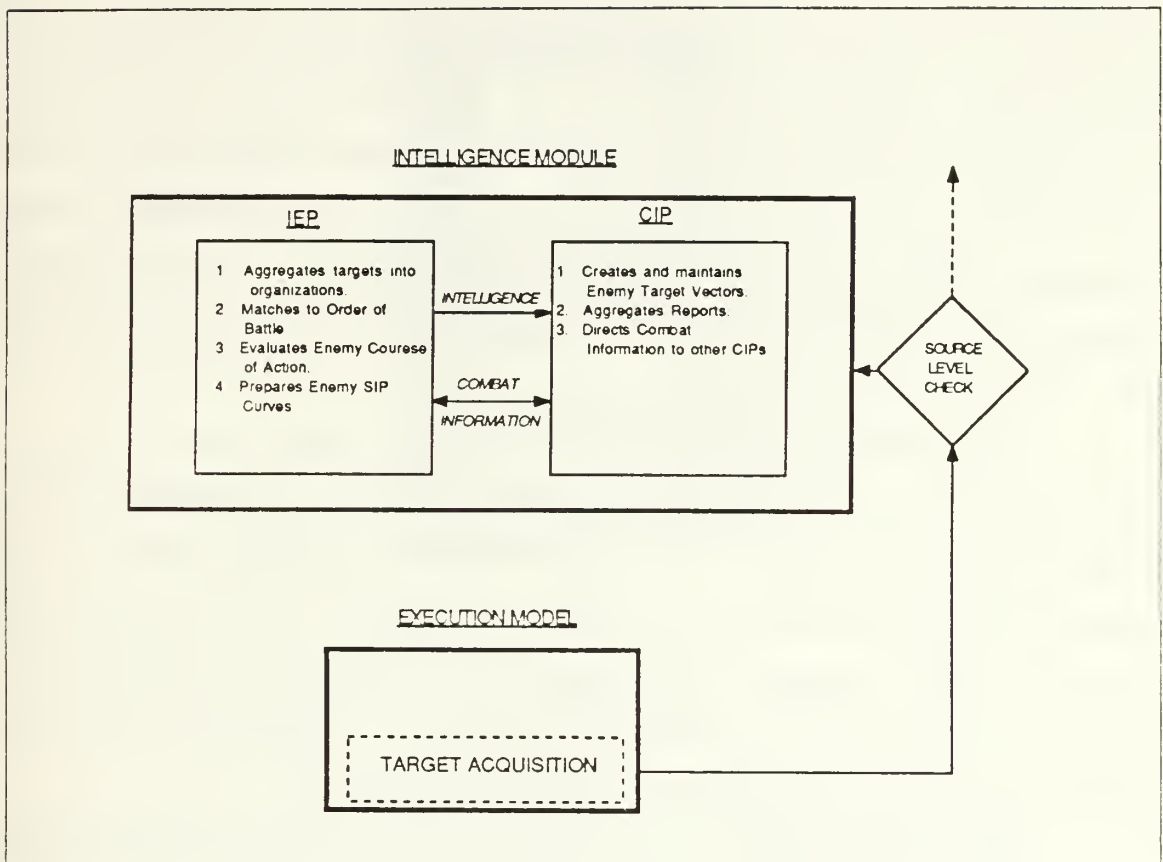 INTELLIGENCE MODULE
IEP
1 Aggregates targets into
organizations.
2 Matches to Order of
Battle
3 Evaluates Enemy Courese
of Action.
4 Prepares Enemy SIP
Curves
INTELLIGENCE
COMBAT
INFORMATION
CIP
1 Creates and maintains
Enemy Target Vectors.
2. Aggregates Reports.
3. Directs Combat
Information to other CIPs
SOURCE
LEVEL
CHECK
EXECUTION MODEL
TARGET ACQUISITION